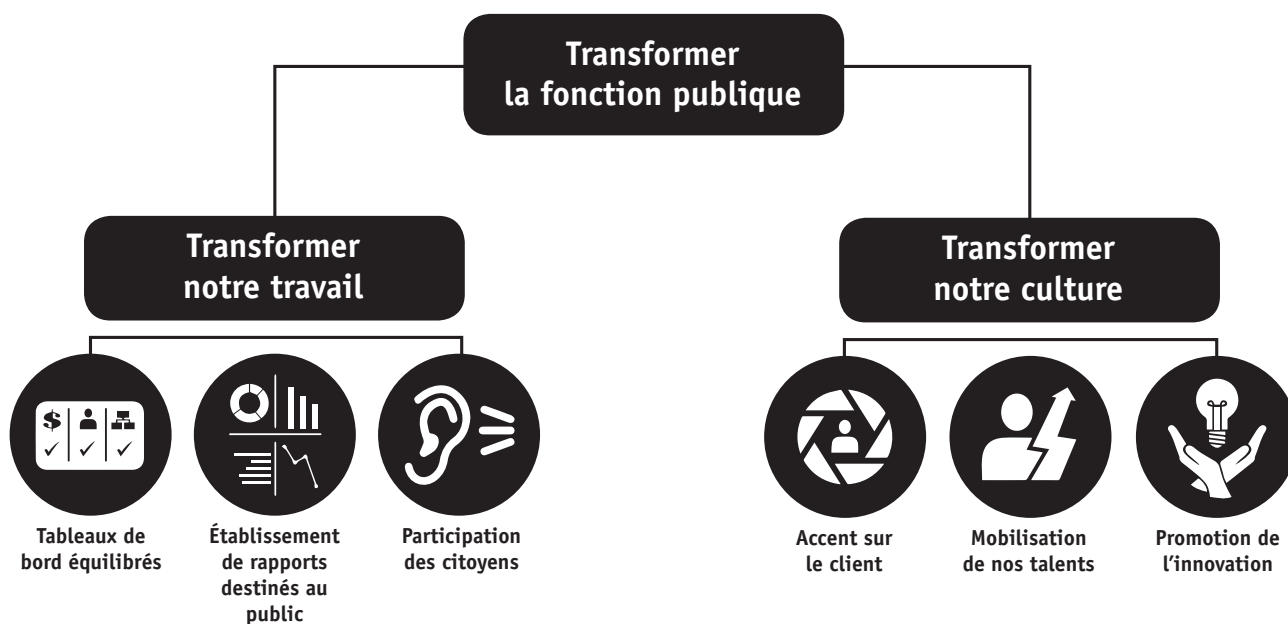 Transformer
la fonction publique
Transformer
notre travail
Transformer
notre culture
$
Tableaux de
bord équilibrés
Établissement
de rapports
destinés au
public
Participation
des citoyens
Accent sur
le client
Mobilisation
de nos talents
Promotion de
l’innovation